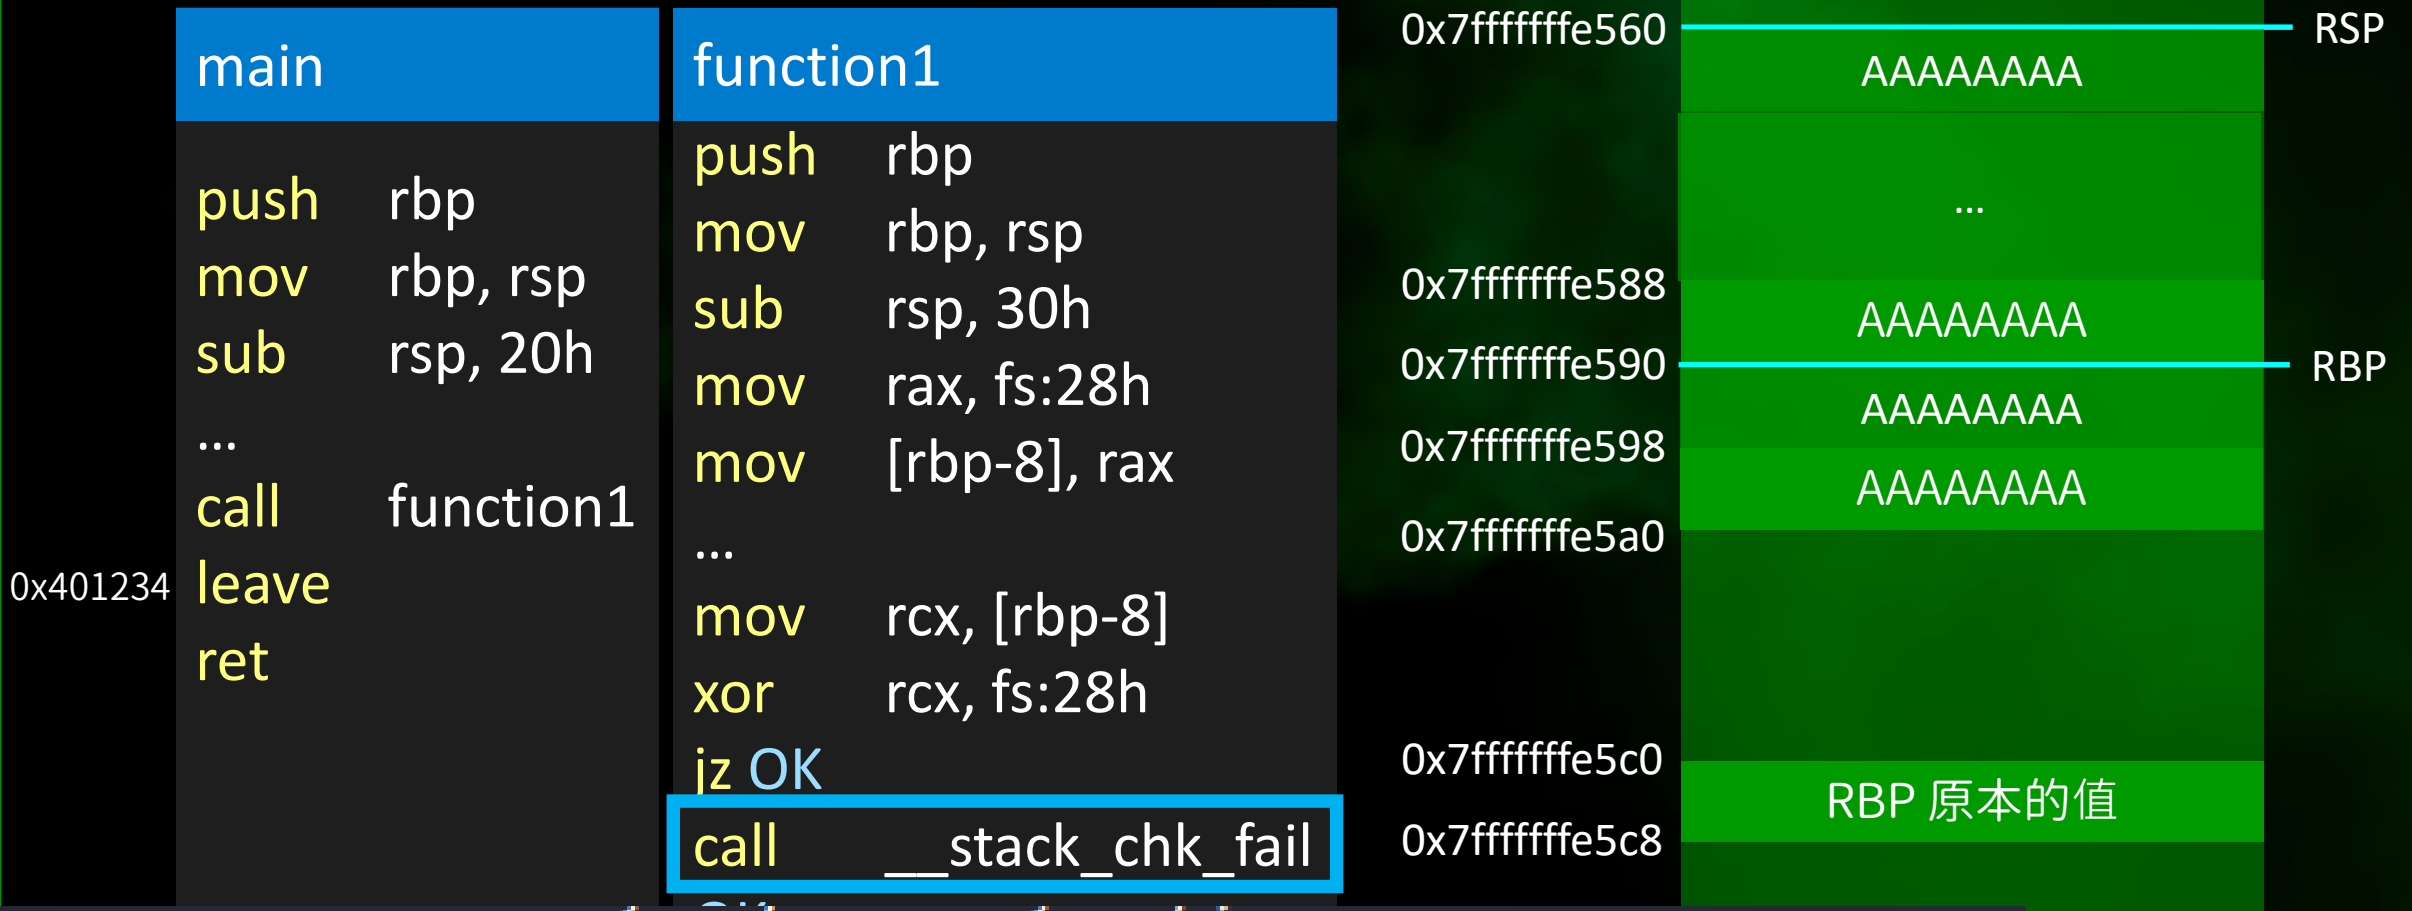 main
push rbp
mov rbp, rsp
sub rsp, 20h
...
call function1
0x401234 leave
ret
function1
push rbp
mov rbp, rsp
sub rsp, 30h
mov rax, fs:28h
mov [rbp-8], rax
...
mov rcx, [rbp-8]
xor rcx, fs:28h
jz OK
call __stack_chk_fail
0x7fffffffe560 RSP
AAAAAAAA
...
0x7fffffffe588
AAAAAAAA
0x7fffffffe590 RBP
AAAAAAAA
0x7fffffffe598
AAAAAAAA
0x7fffffffe5a0
0x7fffffffe5c0
RBP 原本的值
0x7fffffffe5c8